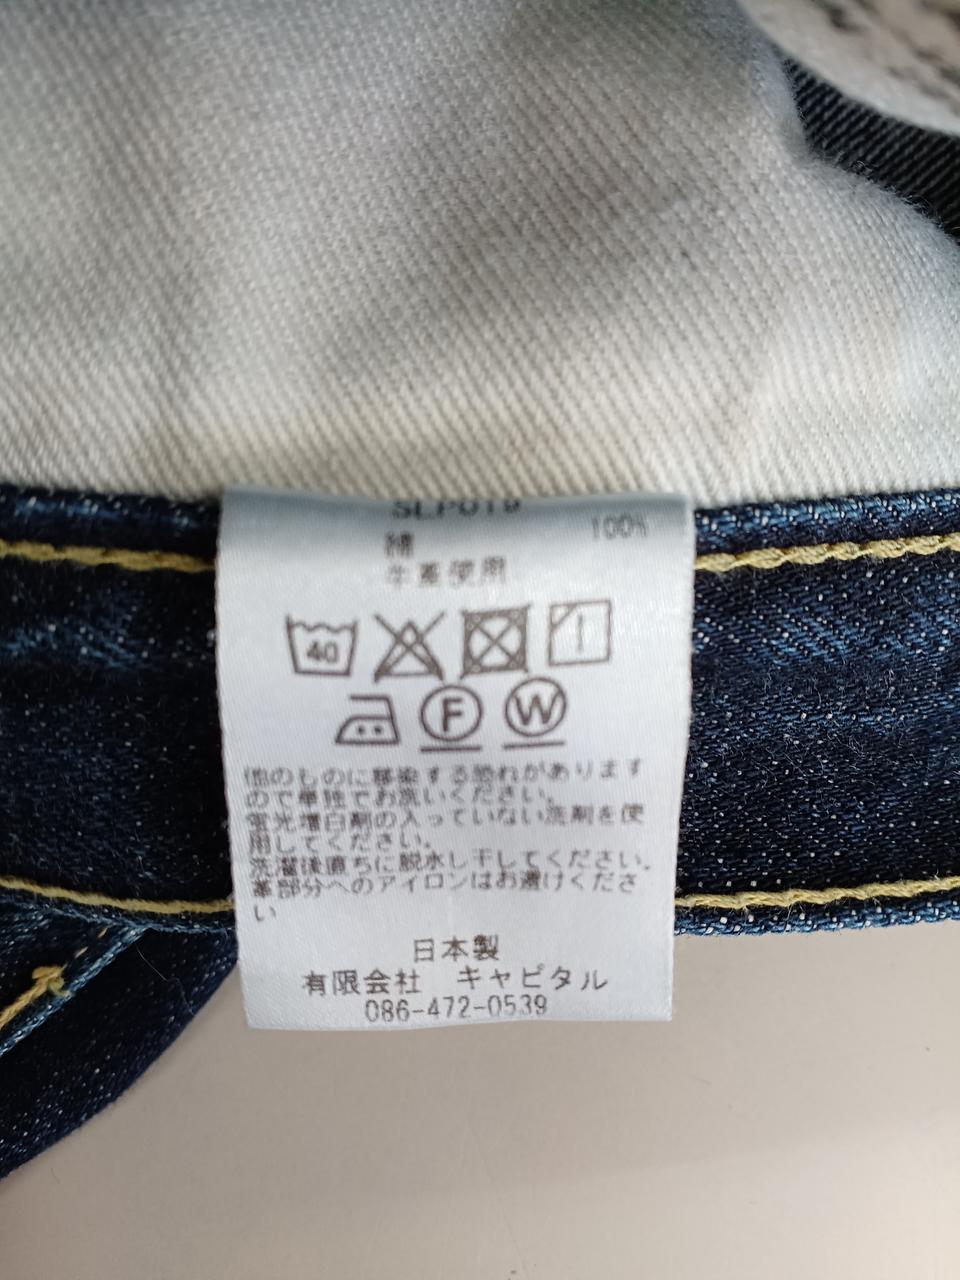 SLP019
綿 100%
牛革使用
40
F W
他のものに移染する恐れがあります
ので単独でお洗いください。
蛍光増白剤の入っていない洗剤を使
用してください。
洗濯後直ちに脱水し干してください。
革部分へのアイロンはお避けくださ
い
日本製
有限会社 キャピタル
086-472-0539